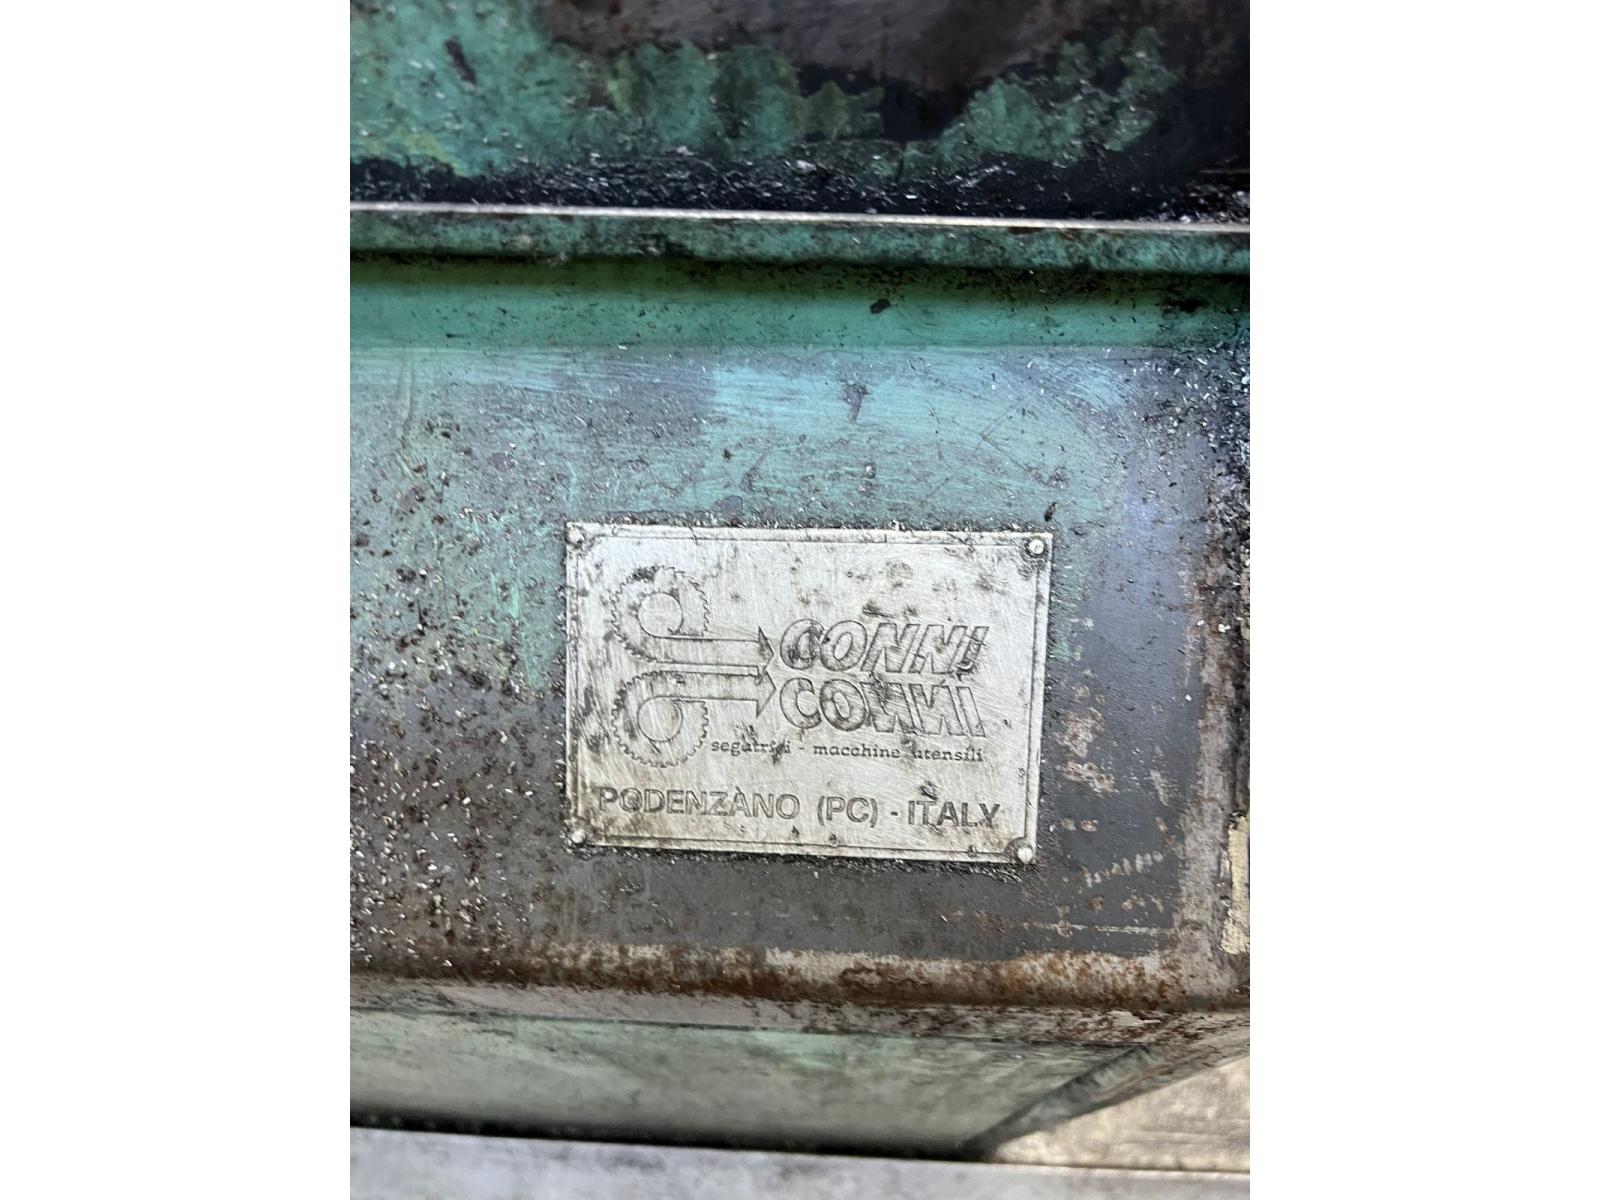 CONNI
CONNI
segatrici - macchine utensili
PODENZANO (PC) - ITALY